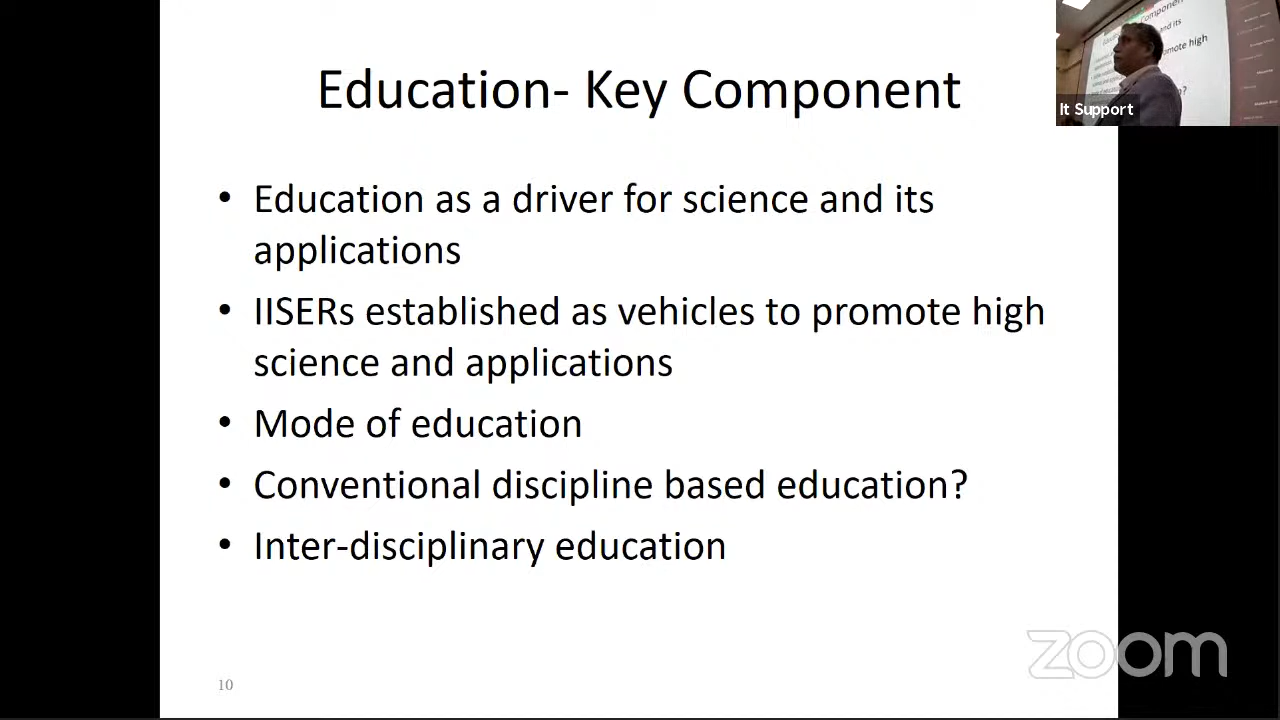 Education- Key Component
• Education as a driver for science and its
applications
• IISERs established as vehicles to promote high
science and applications
• Mode of education
• Conventional discipline based education?
• Inter-disciplinary education
10
It Support
zoom